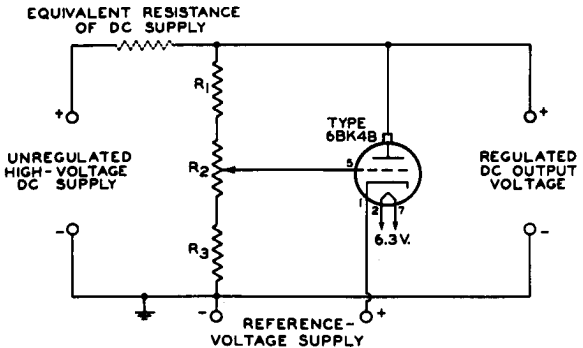 EQUIVALENT RESISTANCE
OF DC SUPPLY
R1
+
+
TYPE
6BK4B
UNREGULATED
HIGH-VOLTAGE
DC SUPPLY
R2
5
REGULATED
DC OUTPUT
VOLTAGE
1
2
7
-
R3
6.3 V.
-
-
REFERENCE-
VOLTAGE SUPPLY
+